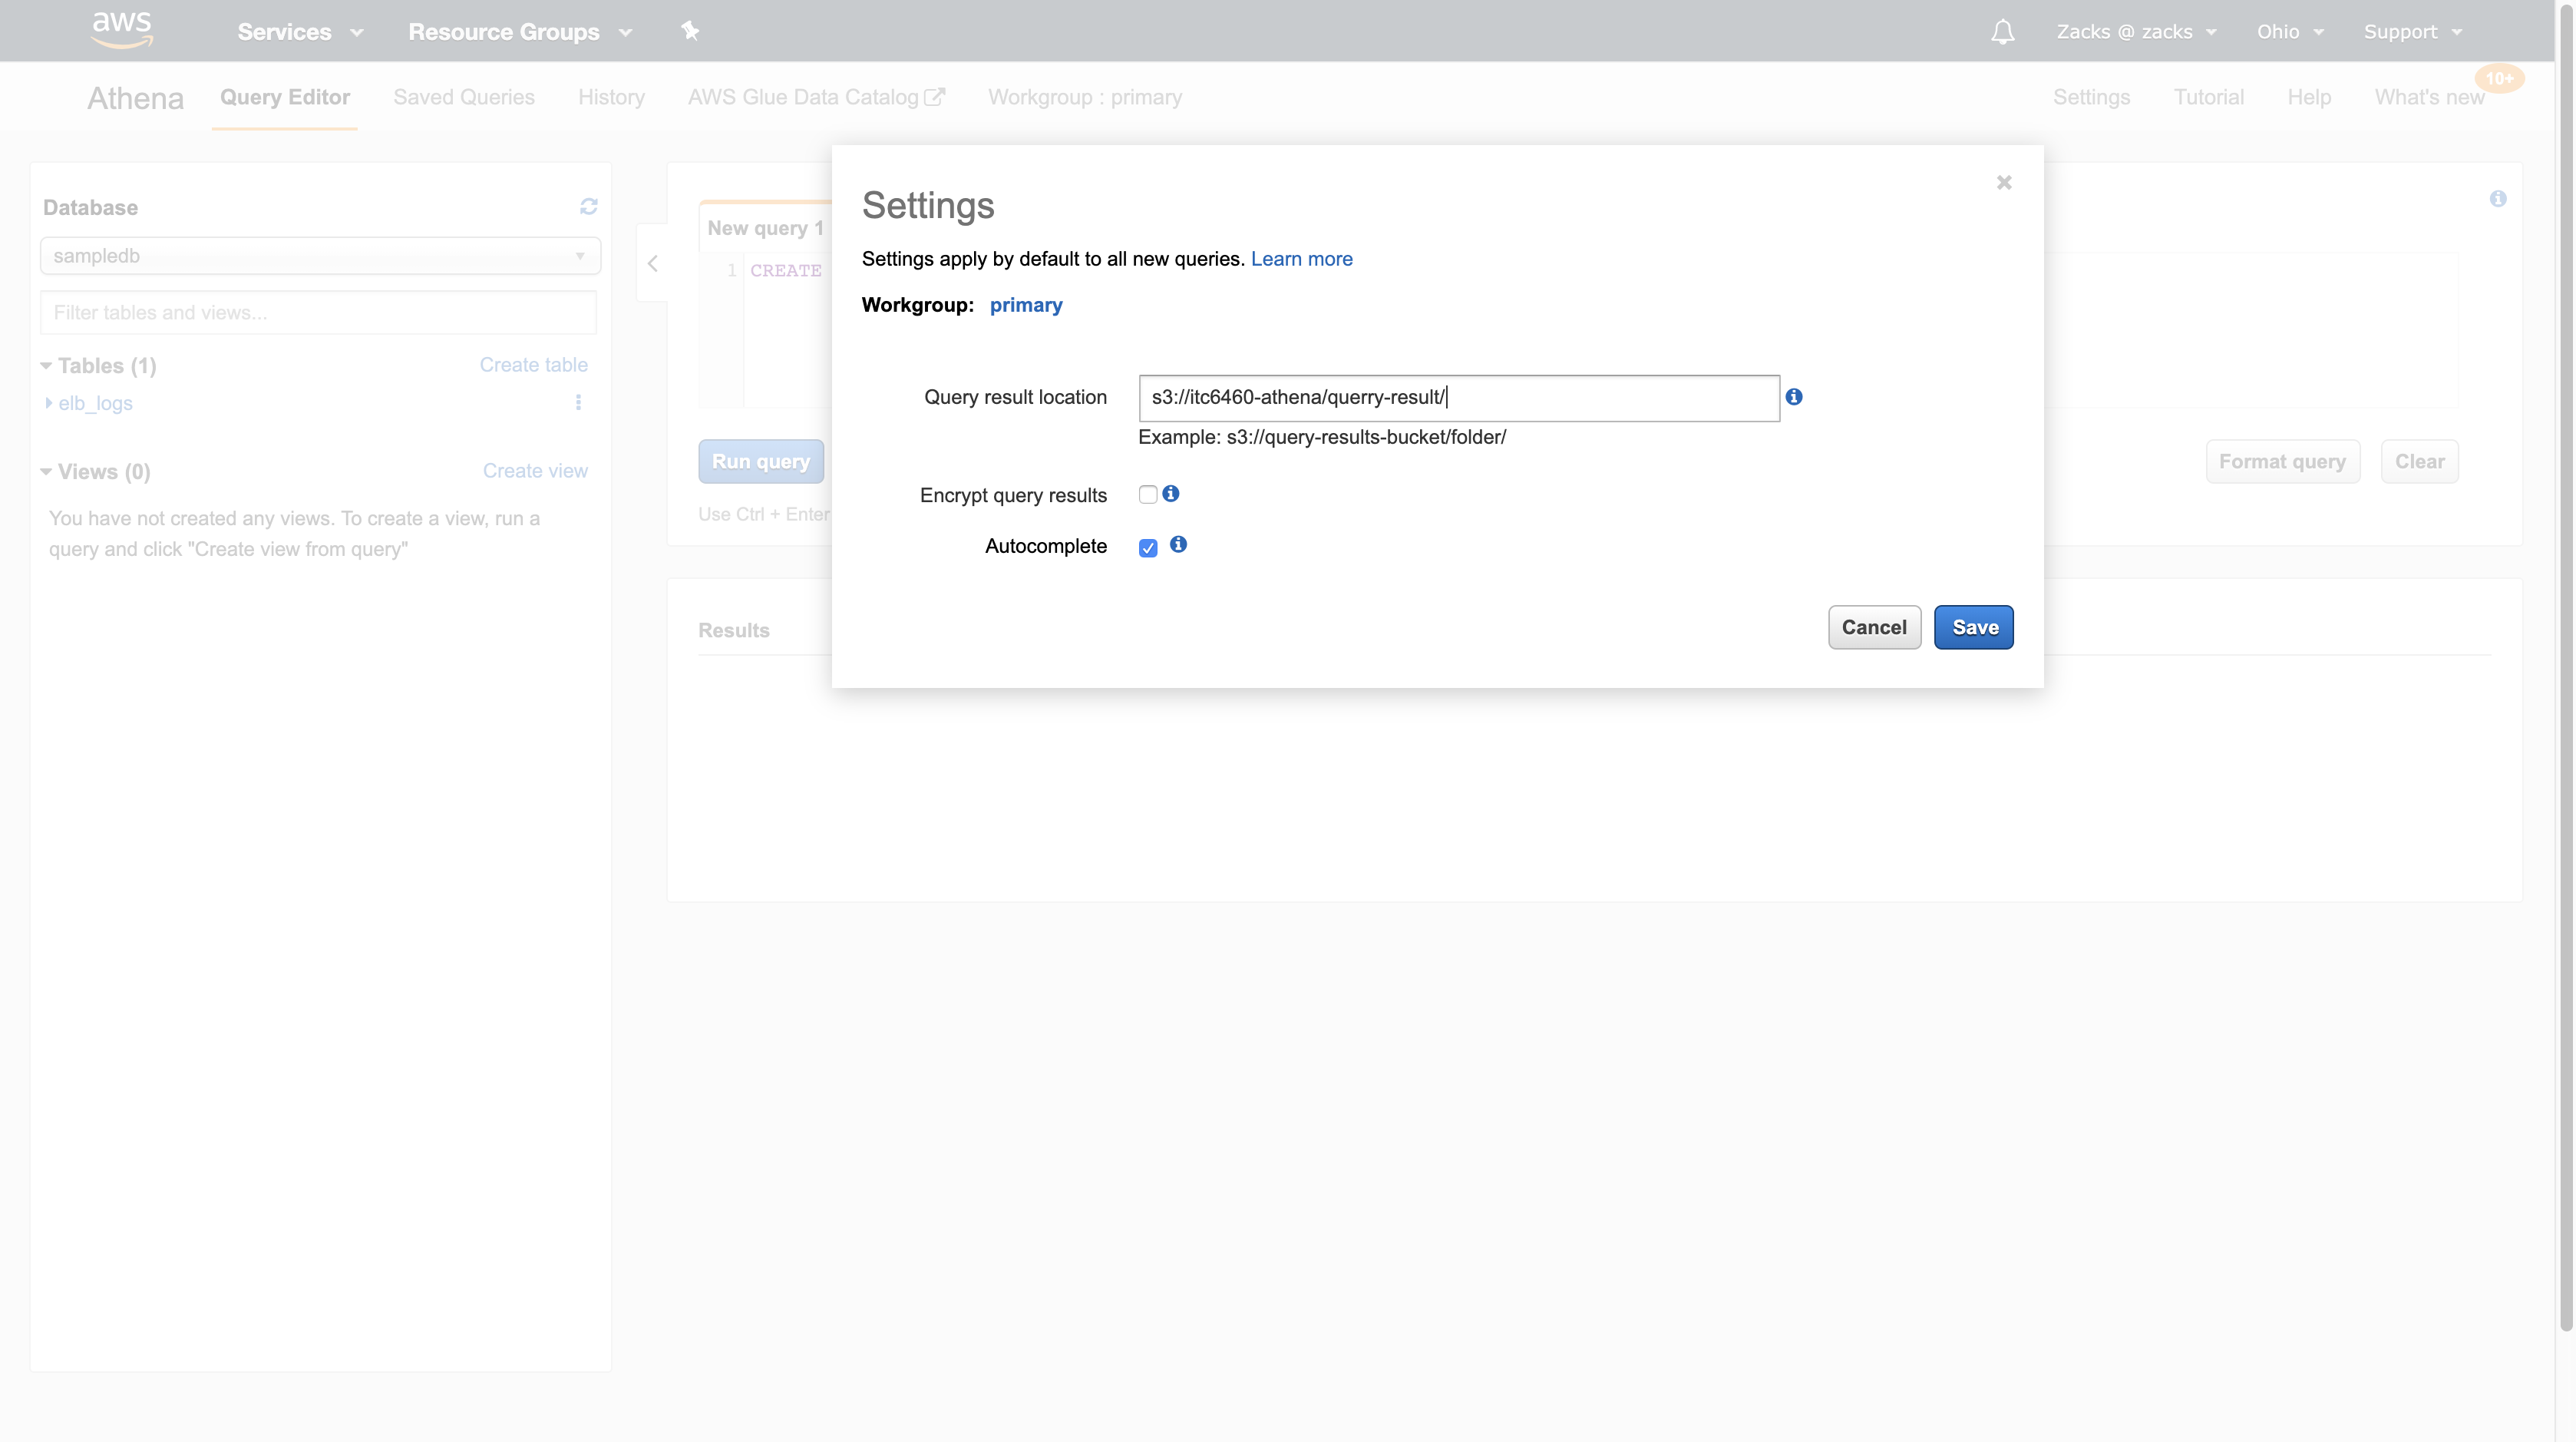 aws Services Resource Groups Zacks @ zacks Ohio Support
Athena Query Editor Saved Queries History AWS Glue Data Catalog Workgroup : primary Settings Tutorial Help What's new 10+
Database
sampledb
Filter tables and views...
Tables (1) Create table
elb_logs
Views (0) Create view
You have not created any views. To create a view, run a
query and click "Create view from query"
New query 1
1 CREATE
Run query
Use Ctrl + Enter
Format query Clear
Results
Settings
Settings apply by default to all new queries. Learn more
Workgroup: primary
Query result location s3://itc6460-athena/querry-result/
Example: s3://query-results-bucket/folder/
Encrypt query results
Autocomplete
Cancel Save